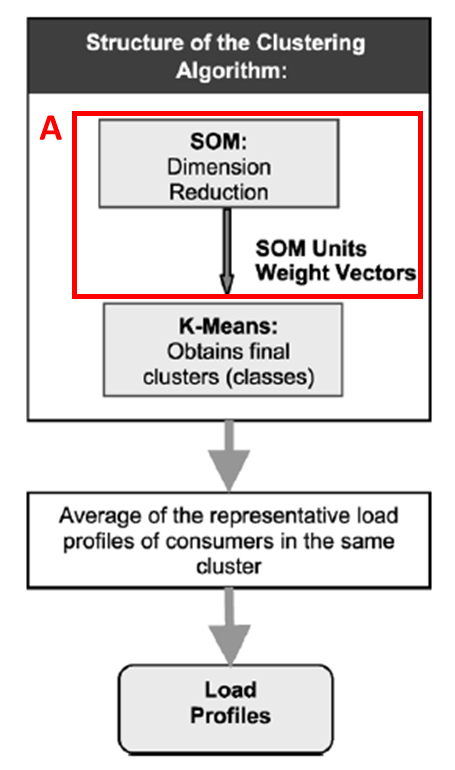 Structure of the Clustering
Algorithm:
A
SOM:
Dimension
Reduction
SOM Units
Weight Vectors
K-Means:
Obtains final
clusters (classes)
Average of the representative load
profiles of consumers in the same
cluster
Load
Profiles